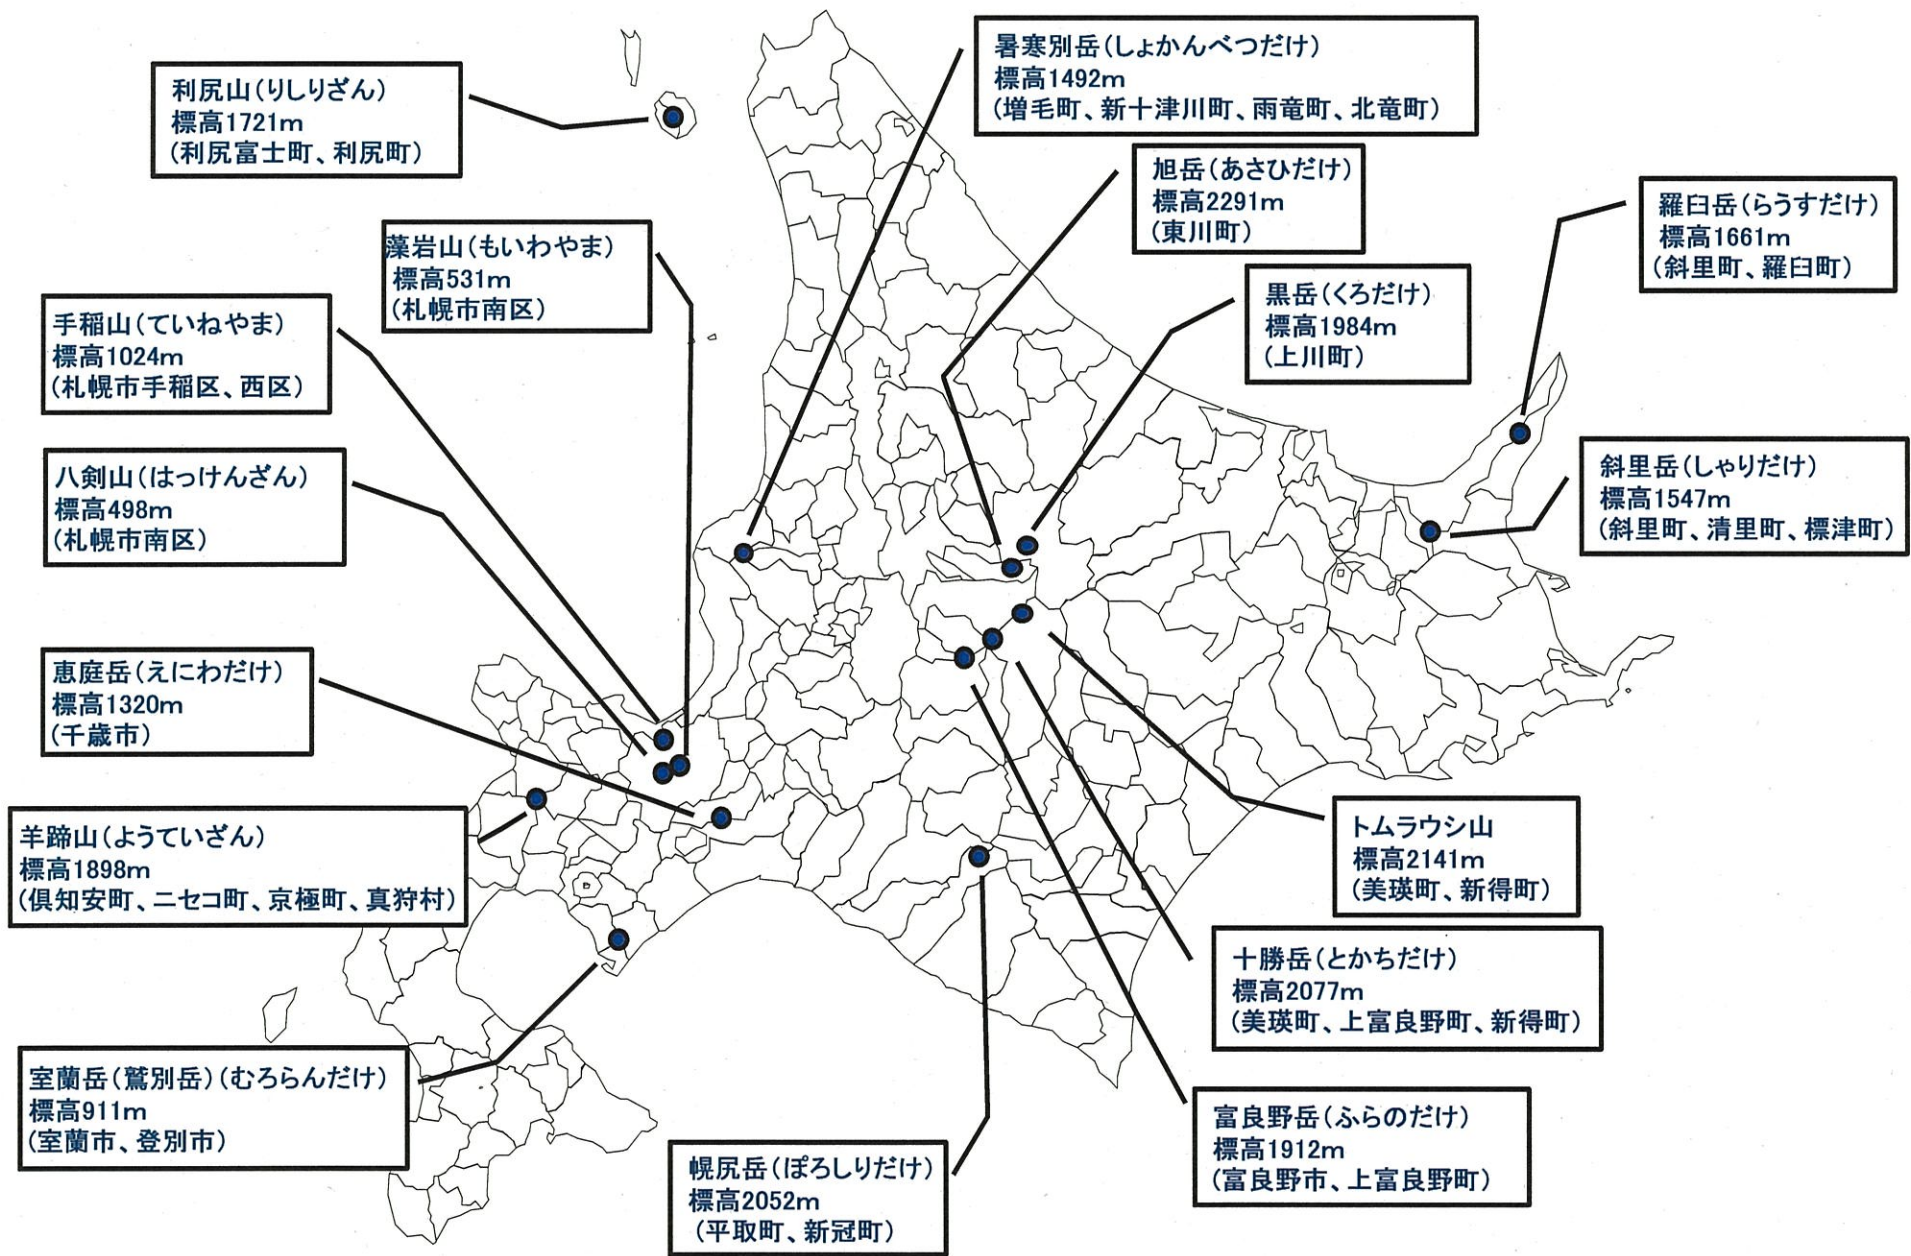 利尻山(りしりざん)
標高1721m
(利尻富士町、利尻町)
暑寒別岳(しょかんべつだけ)
標高1492m
(増毛町、新十津川町、雨竜町、北竜町)
旭岳(あさひだけ)
標高2291m
(東川町)
羅臼岳(らうすだけ)
標高1661m
(斜里町、羅臼町)
藻岩山(もいわやま)
標高531m
(札幌市南区)
黒岳(くろだけ)
標高1984m
(上川町)
手稲山(ていねやま)
標高1024m
(札幌市手稲区、西区)
八剣山(はっけんざん)
標高498m
(札幌市南区)
斜里岳(しゃりだけ)
標高1547m
(斜里町、清里町、標津町)
恵庭岳(えにわだけ)
標高1320m
(千歳市)
羊蹄山(ようていざん)
標高1898m
(倶知安町、ニセコ町、京極町、真狩村)
トムラウシ山
標高2141m
(美瑛町、新得町)
十勝岳(とかちだけ)
標高2077m
(美瑛町、上富良野町、新得町)
室蘭岳(鷲別岳)(むろらんだけ)
標高911m
(室蘭市、登別市)
富良野岳(ふらのだけ)
標高1912m
(富良野市、上富良野町)
幌尻岳(ぽろしりだけ)
標高2052m
(平取町、新冠町)